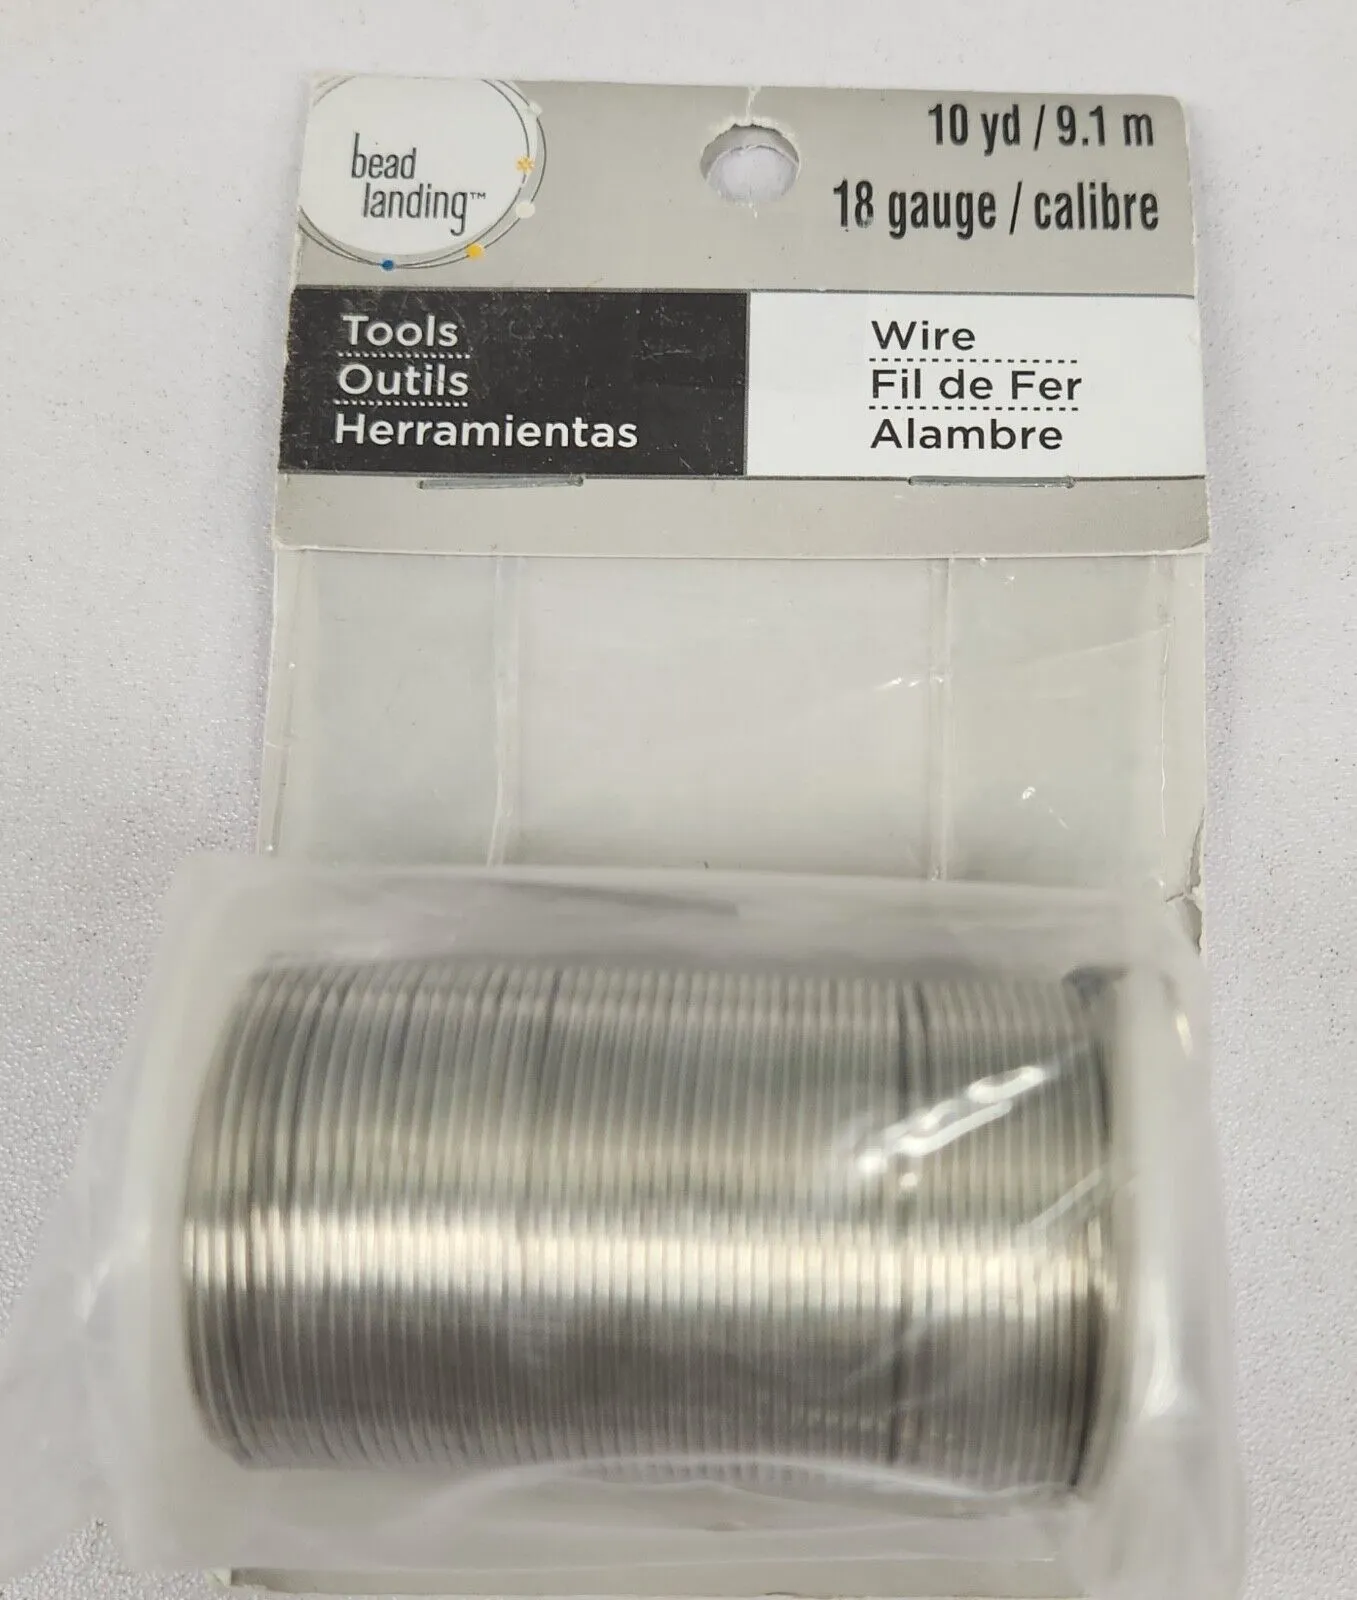 bead
landing™
10 yd / 9.1 m
18 gauge / calibre
Tools
Outils
Herramientas
Wire
Fil de Fer
Alambre